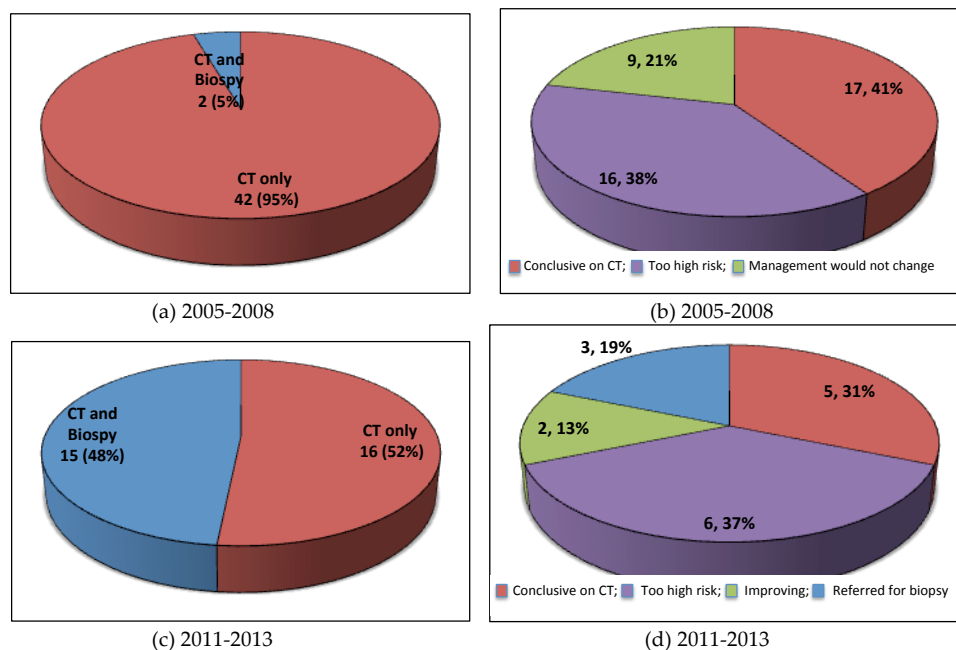 CT and
Biospy
2 (5%)
CT only
42 (95%)
(a) 2005-2008
9, 21%
17, 41%
16, 38%
Conclusive on CT; Too high risk; Management would not change
(b) 2005-2008
CT and
Biospy
15 (48%)
CT only
16 (52%)
(c) 2011-2013
3, 19%
5, 31%
2, 13%
6, 37%
Conclusive on CT; Too high risk; Improving; Referred for biopsy
(d) 2011-2013